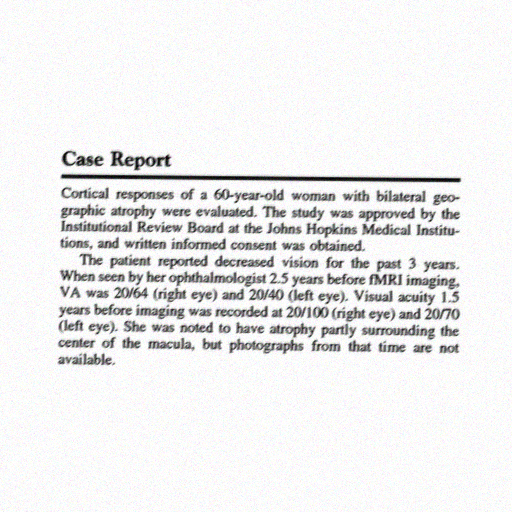 Case Report
Cortical responses of a 60-year-old woman with bilateral geo-
graphic atrophy were evaluated. The study was approved by the
Institutional Review Board at the Johns Hopkins Medical Institu-
tions, and written informed consent was obtained.
The patient reported decreased vision for the past 3 years.
When seen by her ophthalmologist 2.5 years before fMRI imaging,
VA was 20/64 (right eye) and 20/40 (left eye). Visual acuity 1.5
years before imaging was recorded at 20/100 (right eye) and 20/70
(left eye). She was noted to have atrophy partly surrounding the
center of the macula, but photographs from that time are not
available.